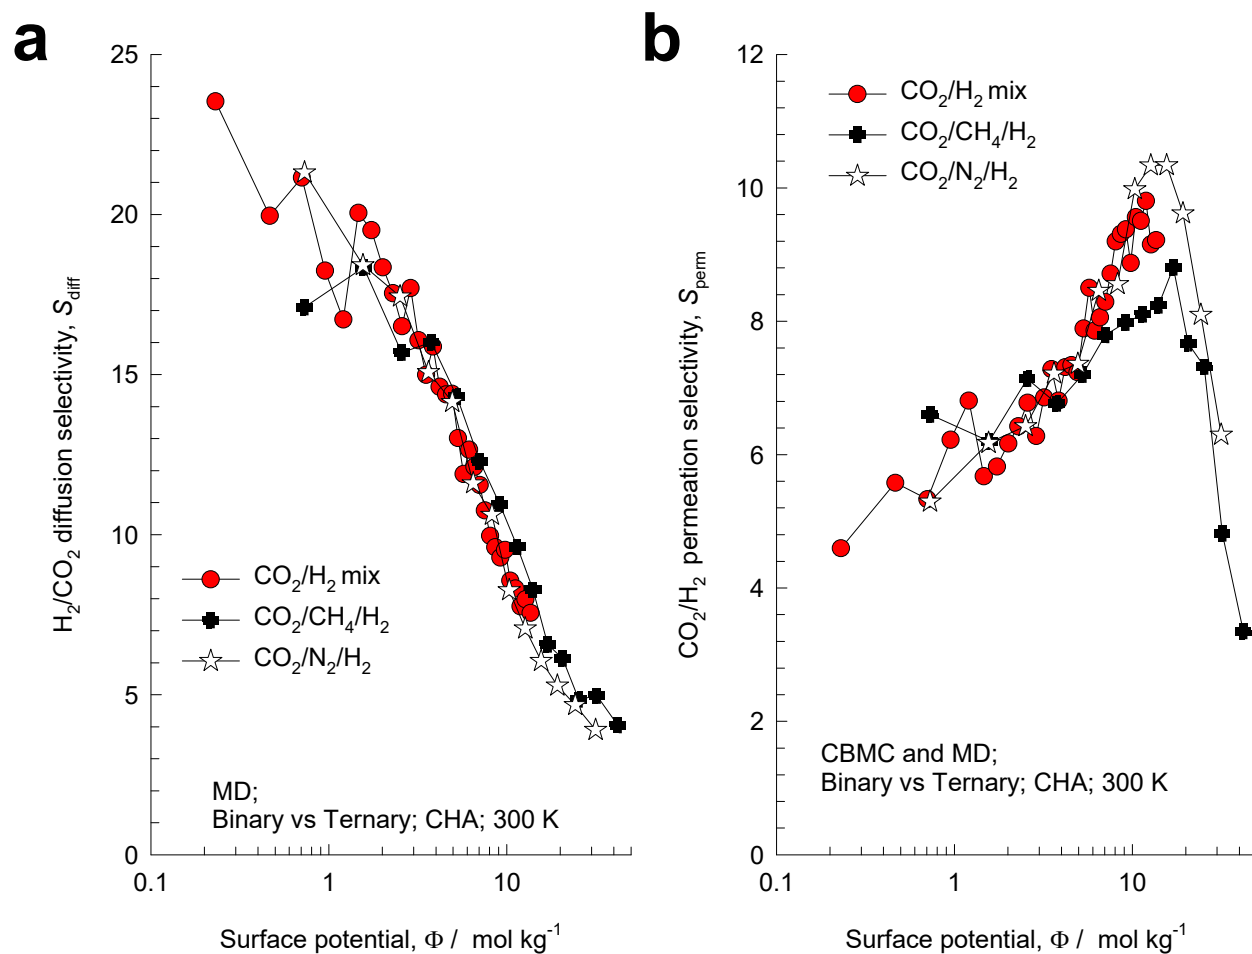 a
25
20
15
10
5
0
H₂/CO₂ diffusion selectivity, S_diff
CO₂/H₂ mix
CO₂/CH₄/H₂
CO₂/N₂/H₂
MD;
Binary vs Ternary; CHA; 300 K
0.1 1 10
Surface potential, Φ / mol kg⁻¹
b
12
10
8
6
4
2
0
CO₂/H₂ permeation selectivity, S_perm
CO₂/H₂ mix
CO₂/CH₄/H₂
CO₂/N₂/H₂
CBMC and MD;
Binary vs Ternary; CHA; 300 K
0.1 1 10
Surface potential, Φ / mol kg⁻¹